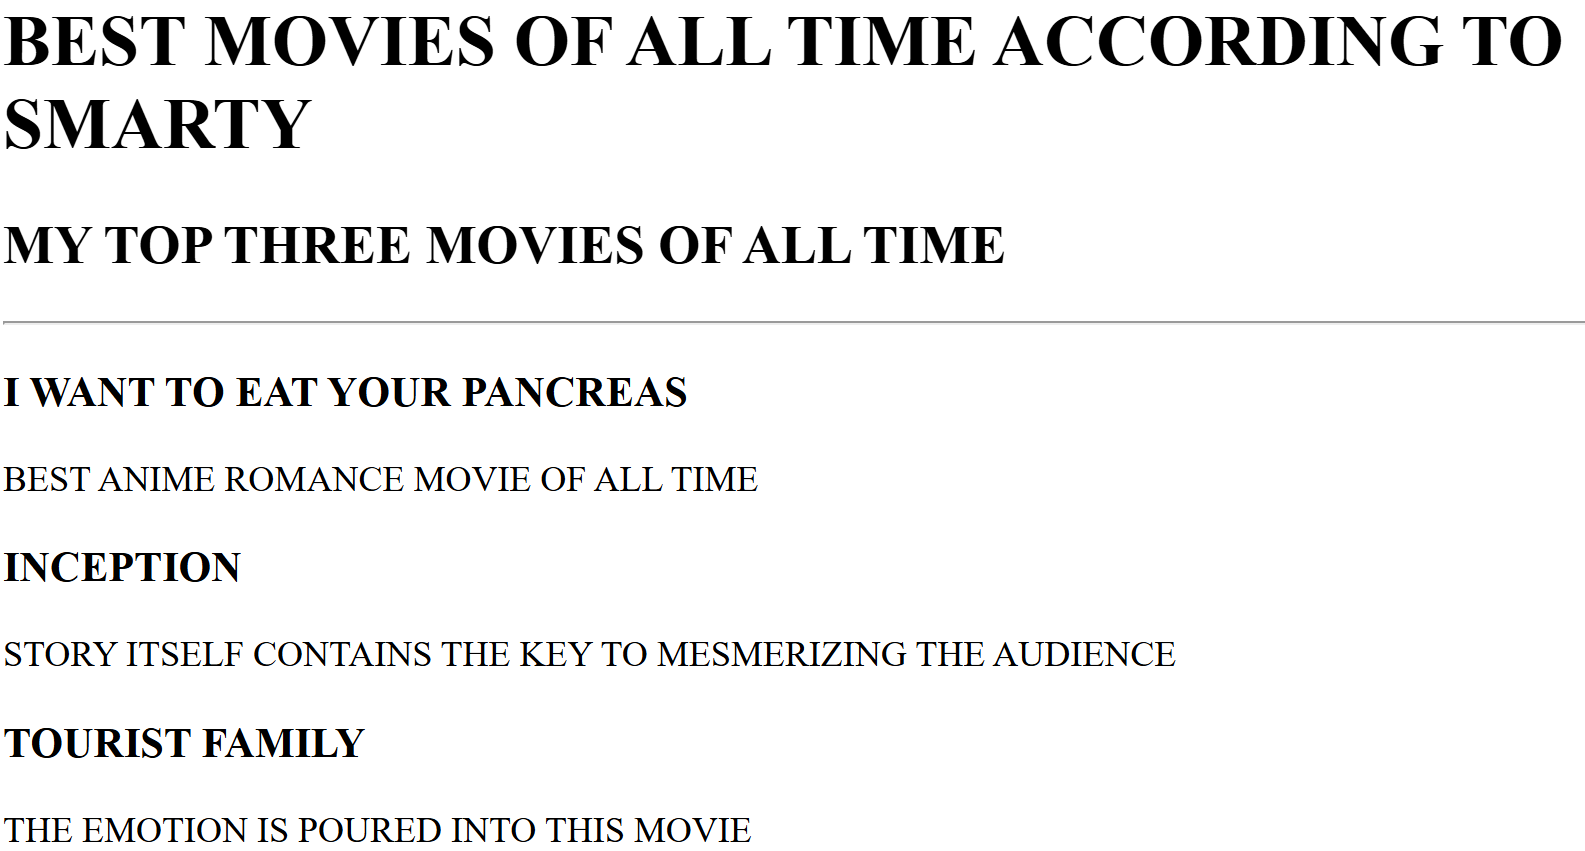 BEST MOVIES OF ALL TIME ACCORDING TO
SMARTY
MY TOP THREE MOVIES OF ALL TIME
I WANT TO EAT YOUR PANCREAS
BEST ANIME ROMANCE MOVIE OF ALL TIME
INCEPTION
STORY ITSELF CONTAINS THE KEY TO MESMERIZING THE AUDIENCE
TOURIST FAMILY
THE EMOTION IS POURED INTO THIS MOVIE